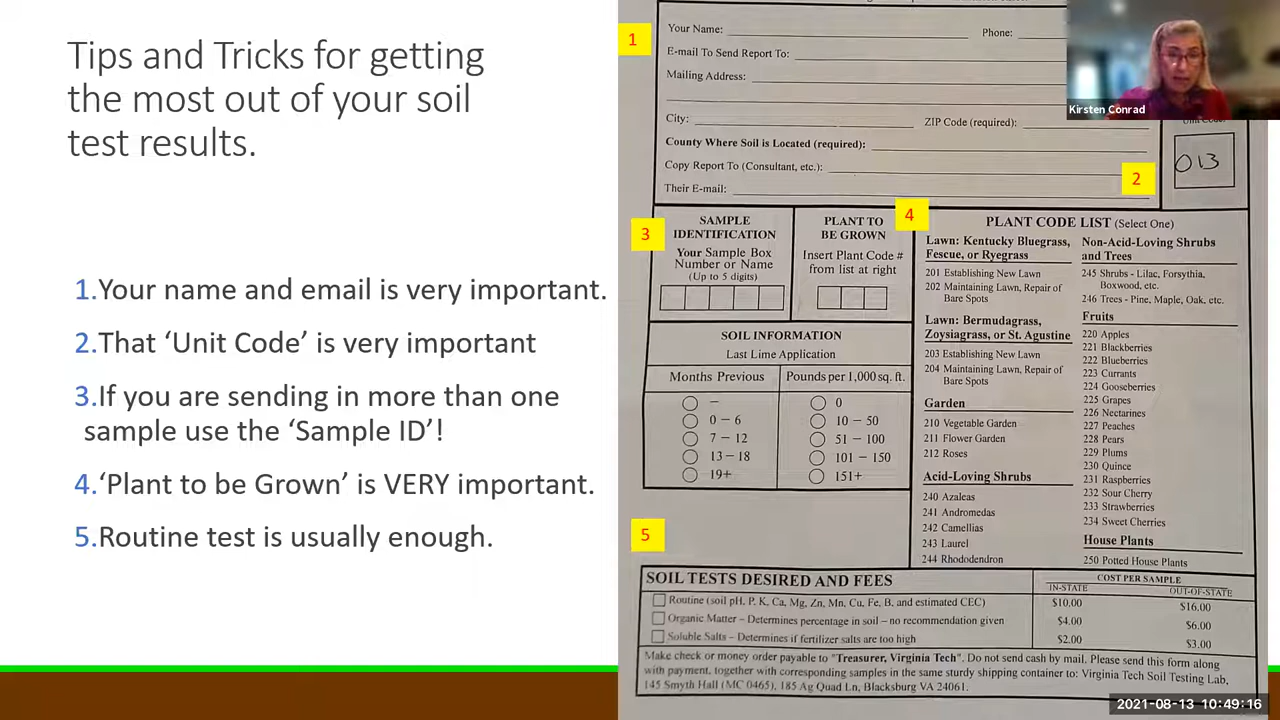 Tips and Tricks for getting
the most out of your soil
test results.
1.Your name and email is very important.
2.That ‘Unit Code’ is very important
3.If you are sending in more than one
sample use the ‘Sample ID’!
4.‘Plant to be Grown’ is VERY important.
5.Routine test is usually enough.
1
Your Name:
Phone:
E-mail To Send Report To:
Mailing Address:
City:
ZIP Code (required):
County Where Soil is Located (required):
Copy Report To (Consultant, etc.):
Their E-mail:
2
Unit Code:
013
Kirsten Conrad
3
SAMPLE
IDENTIFICATION
Your Sample Box
Number or Name
(Up to 5 digits)
PLANT TO
BE GROWN
Insert Plant Code #
from list at right
SOIL INFORMATION
Last Lime Application
Months Previous
Pounds per 1,000 sq. ft.
– 0
0 – 6 10 – 50
7 – 12 51 – 100
13 – 18 101 – 150
19+ 151+
4
PLANT CODE LIST (Select One)
Lawn: Kentucky Bluegrass,
Fescue, or Ryegrass
201 Establishing New Lawn
202 Maintaining Lawn, Repair of
Bare Spots
Lawn: Bermudagrass,
Zoysiagrass, or St. Agustine
203 Establishing New Lawn
204 Maintaining Lawn, Repair of
Bare Spots
Garden
210 Vegetable Garden
211 Flower Garden
212 Roses
Acid-Loving Shrubs
240 Azaleas
241 Andromedas
242 Camellias
243 Laurel
244 Rhododendron
Non-Acid-Loving Shrubs
and Trees
245 Shrubs - Lilac, Forsythia,
Boxwood, etc.
246 Trees - Pine, Maple, Oak, etc.
Fruits
220 Apples
221 Blackberries
222 Blueberries
223 Currants
224 Gooseberries
225 Grapes
226 Nectarines
227 Peaches
228 Pears
229 Plums
230 Quince
231 Raspberries
232 Sour Cherry
233 Strawberries
234 Sweet Cherries
House Plants
250 Potted House Plants
5
SOIL TESTS DESIRED AND FEES
COST PER SAMPLE
IN-STATE OUT-OF-STATE
Routine (soil pH, P, K, Ca, Mg, Zn, Mn, Cu, Fe, B, and estimated CEC) $10.00 $16.00
Organic Matter – Determines percentage in soil – no recommendation given $4.00 $6.00
Soluble Salts – Determines if fertilizer salts are too high $2.00 $3.00
Make check or money order payable to "Treasurer, Virginia Tech". Do not send cash by mail. Please send this form along
with payment, together with corresponding samples in the same sturdy shipping container to: Virginia Tech Soil Testing Lab,
145 Smyth Hall (MC 0465), 185 Ag Quad Ln, Blacksburg VA 24061.
2021-08-13 10:49:16